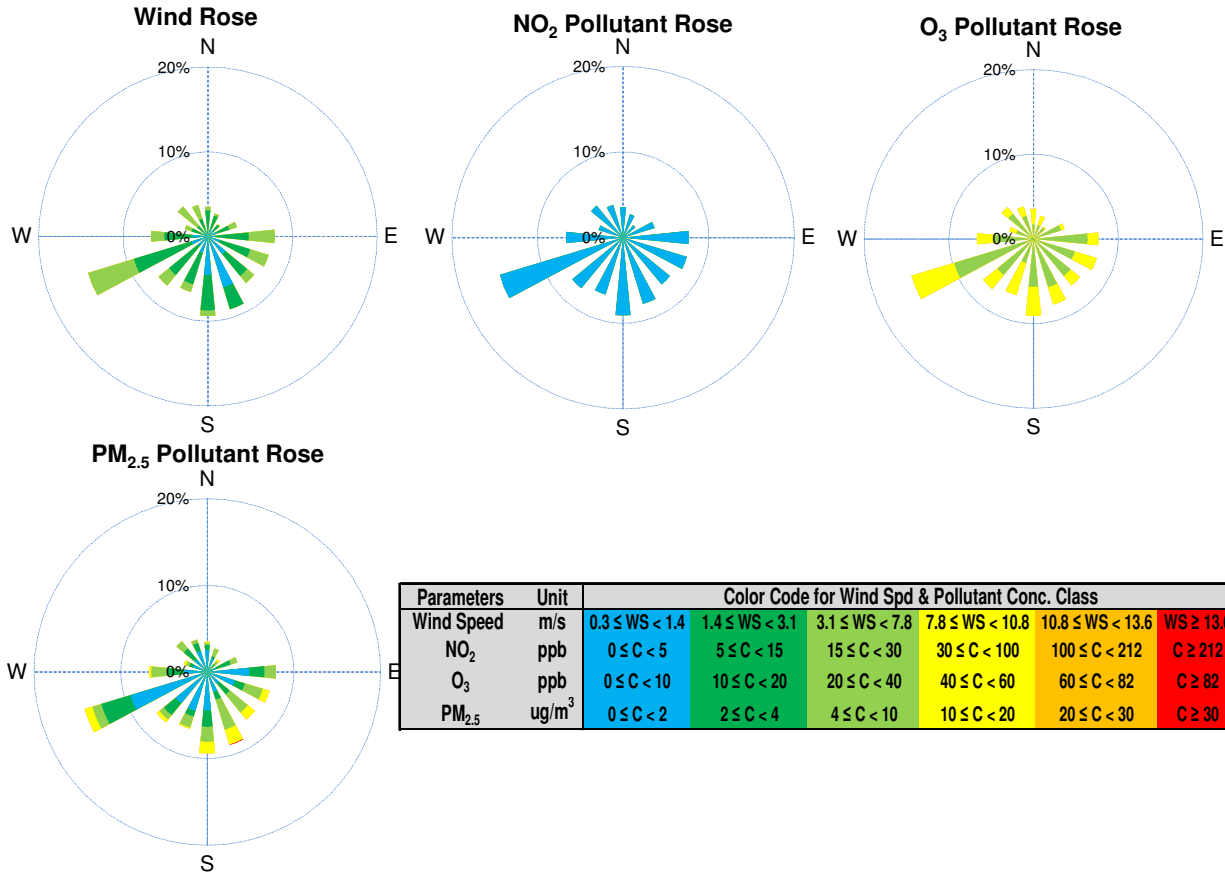 Wind Rose
N
20%
10%
W
0%
E
S
NO2 Pollutant Rose
N
20%
10%
W
0%
E
S
O3 Pollutant Rose
N
20%
10%
W
0%
E
S
PM2.5 Pollutant Rose
N
20%
10%
W
0%
E
S
Parameters Unit Color Code for Wind Spd & Pollutant Conc. Class
Wind Speed m/s 0.3 ≤ WS < 1.4 1.4 ≤ WS < 3.1 3.1 ≤ WS < 7.8 7.8 ≤ WS < 10.8 10.8 ≤ WS < 13.6 WS ≥ 13.6
NO2 ppb 0 ≤ C < 5 5 ≤ C < 15 15 ≤ C < 30 30 ≤ C < 100 100 ≤ C < 212 C ≥ 212
O3 ppb 0 ≤ C < 10 10 ≤ C < 20 20 ≤ C < 40 40 ≤ C < 60 60 ≤ C < 82 C ≥ 82
PM2.5 ug/m3 0 ≤ C < 2 2 ≤ C < 4 4 ≤ C < 10 10 ≤ C < 20 20 ≤ C < 30 C ≥ 30